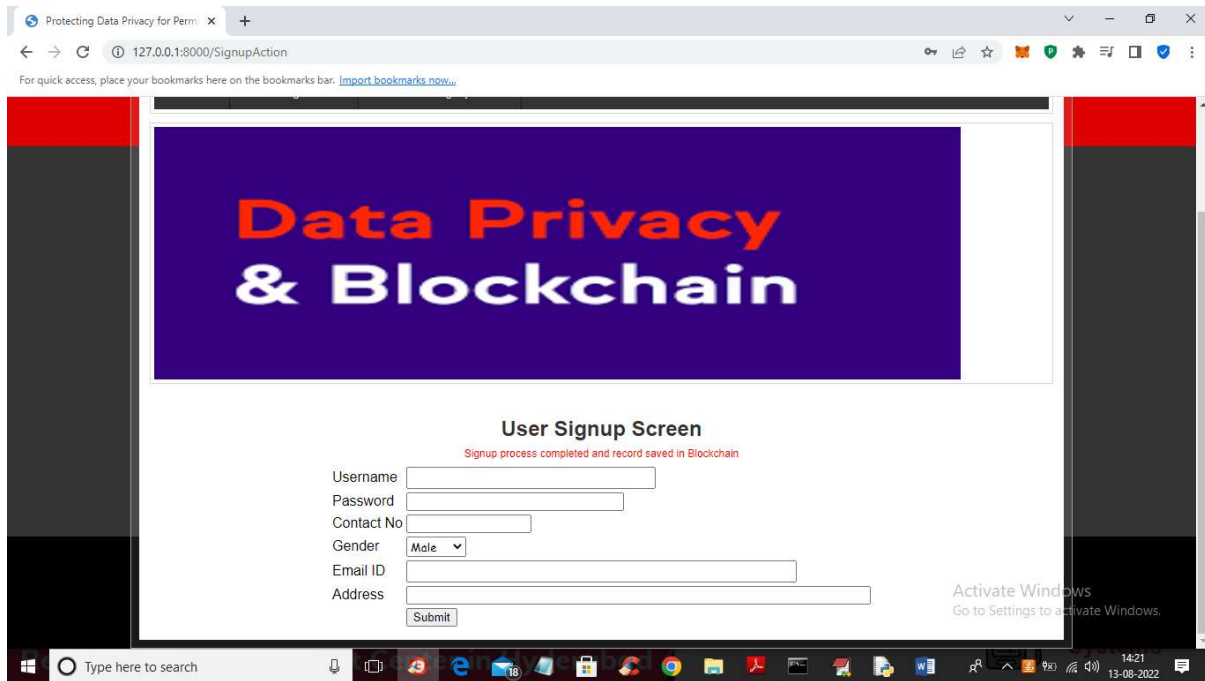 Protecting Data Privacy for Perm
127.0.0.1:8000/SignupAction
For quick access, place your bookmarks here on the bookmarks bar. Import bookmarks now...
Data Privacy
& Blockchain
User Signup Screen
Signup process completed and record saved in Blockchain
Username
Password
Contact No
Gender
Male
Email ID
Address
Submit
Activate Windows
Go to Settings to activate Windows.
Systems
Type here to search
18
14:21
13-08-2022